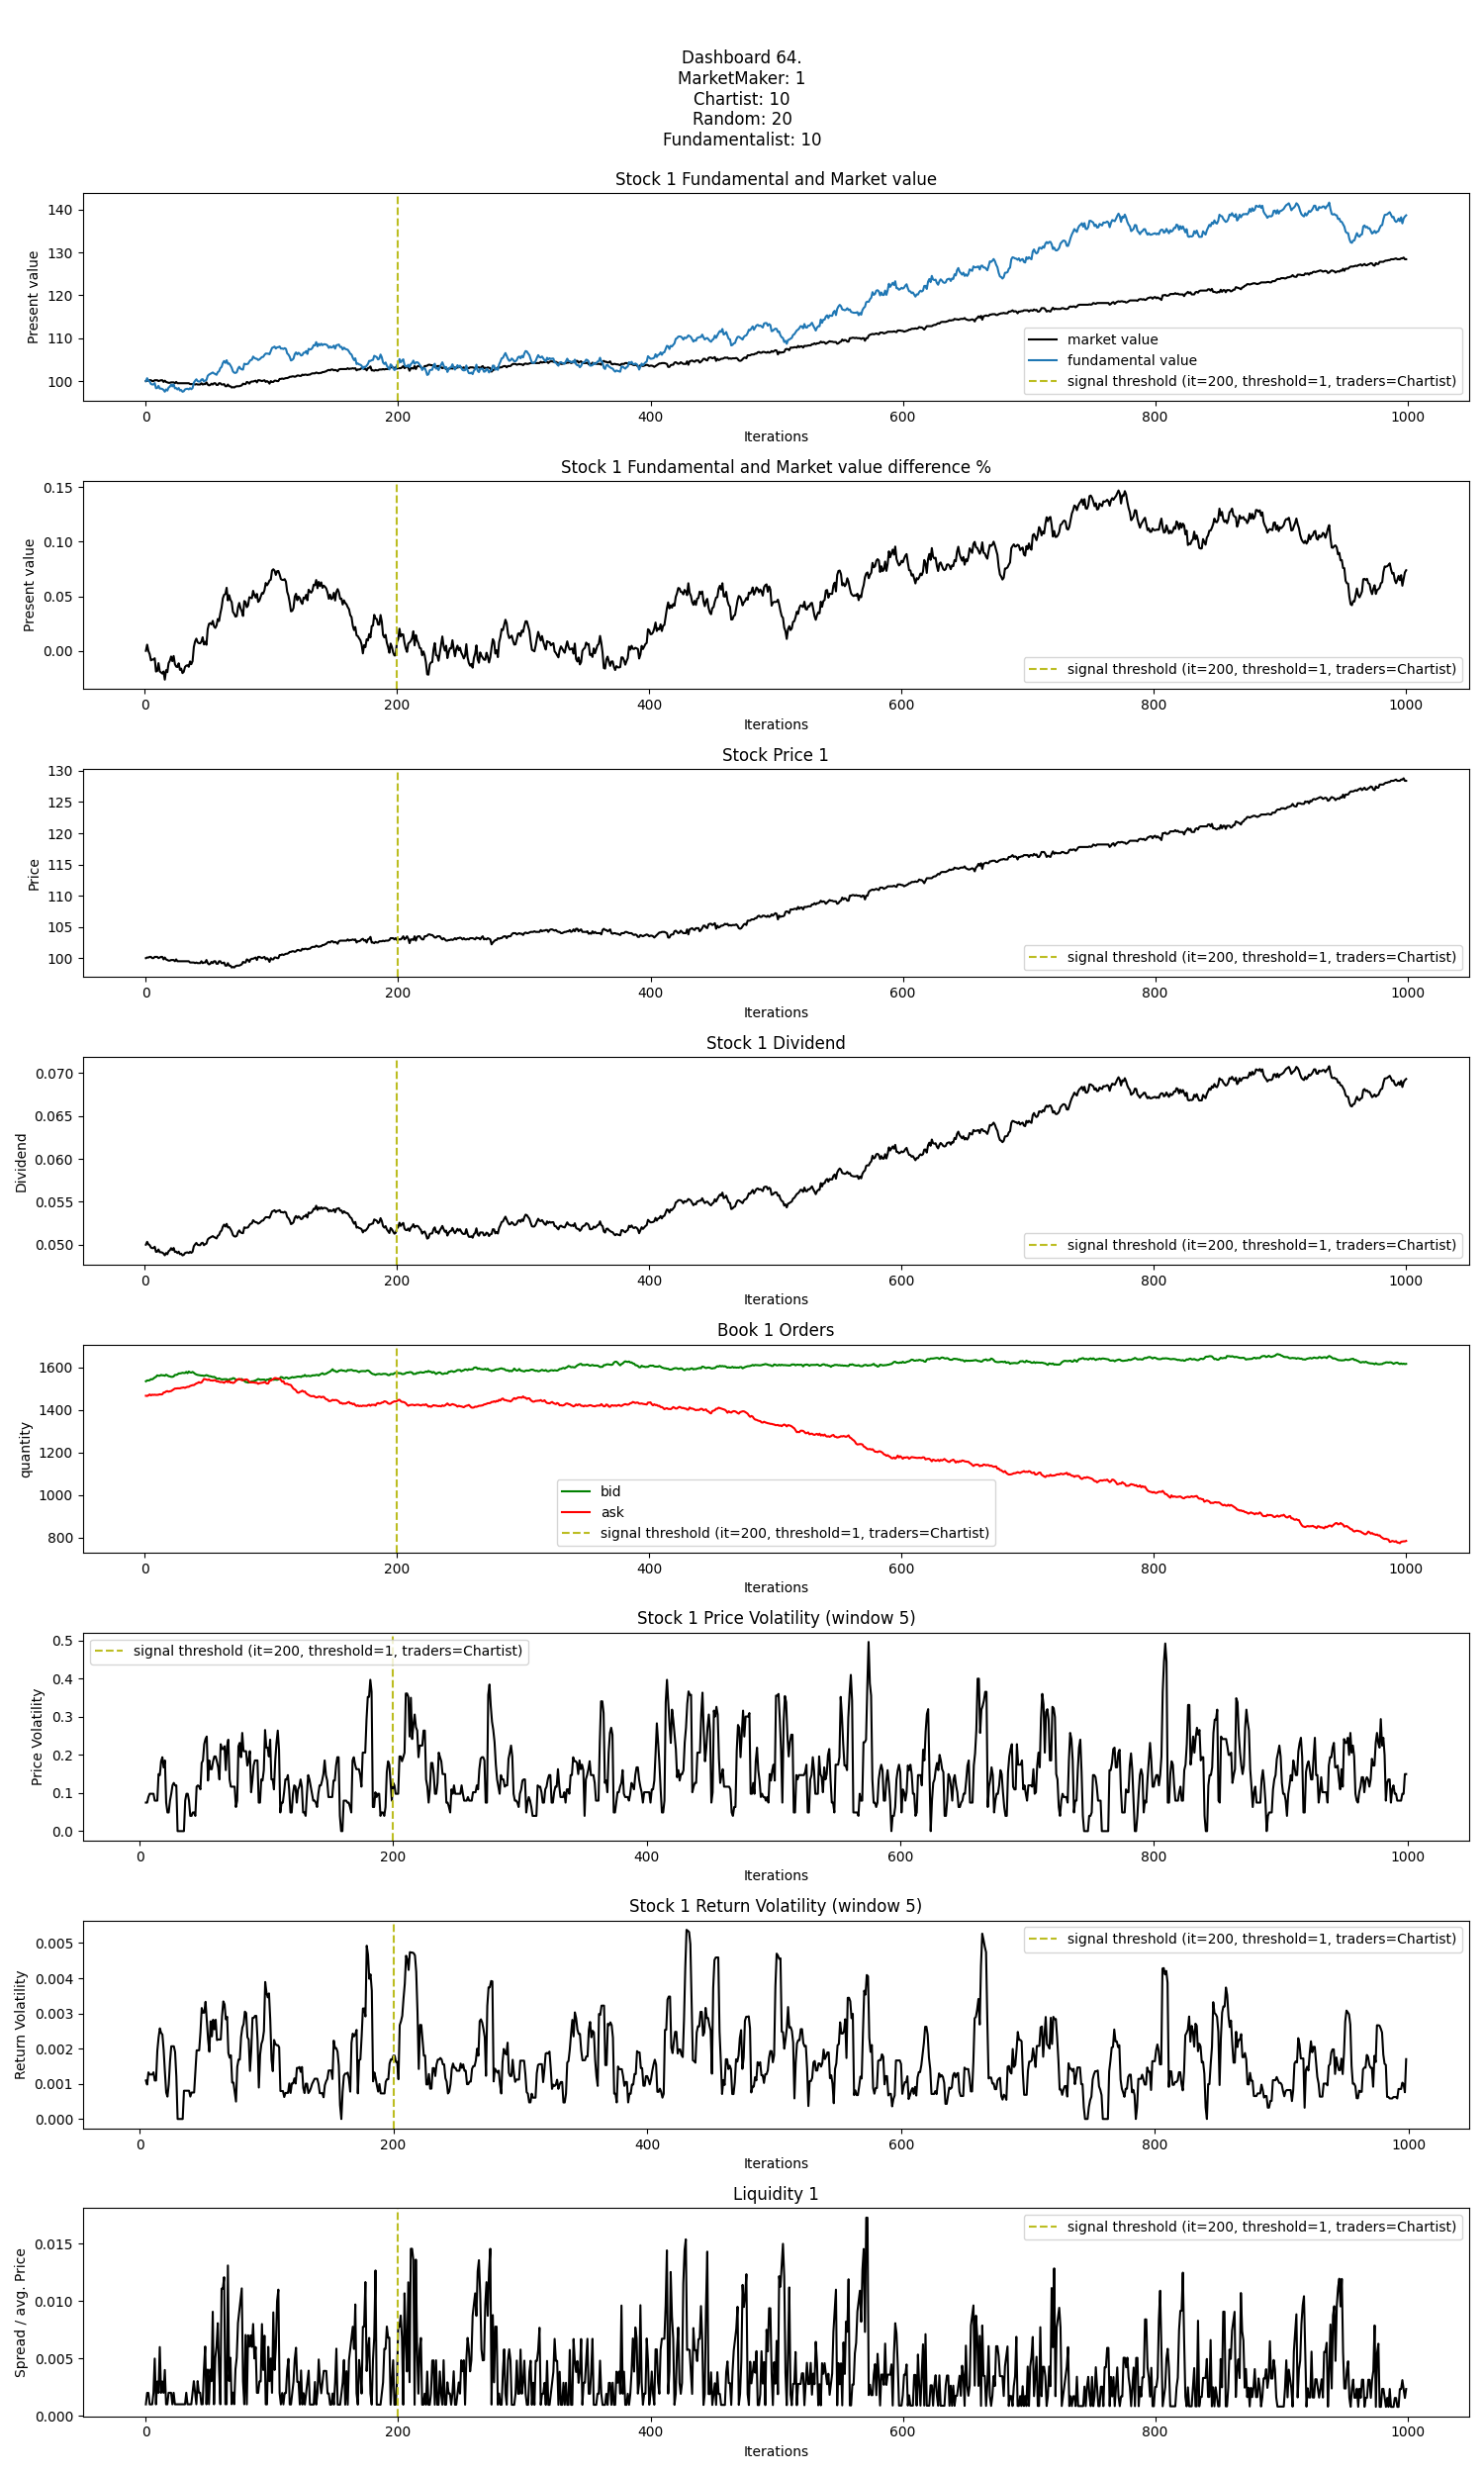 Dashboard 64.
MarketMaker: 1
Chartist: 10
Random: 20
Fundamentalist: 10
Stock 1 Fundamental and Market value
140
130
120
110
100
Present value
market value
fundamental value
signal threshold (it=200, threshold=1, traders=Chartist)
0 200 400 600 800 1000
Iterations
Stock 1 Fundamental and Market value difference %
0.15
0.10
0.05
0.00
Present value
signal threshold (it=200, threshold=1, traders=Chartist)
0 200 400 600 800 1000
Iterations
Stock Price 1
130
125
120
115
110
105
100
Price
signal threshold (it=200, threshold=1, traders=Chartist)
0 200 400 600 800 1000
Iterations
Stock 1 Dividend
0.070
0.065
0.060
0.055
0.050
Dividend
signal threshold (it=200, threshold=1, traders=Chartist)
0 200 400 600 800 1000
Iterations
Book 1 Orders
1600
1400
1200
1000
800
quantity
bid
ask
signal threshold (it=200, threshold=1, traders=Chartist)
0 200 400 600 800 1000
Iterations
Stock 1 Price Volatility (window 5)
signal threshold (it=200, threshold=1, traders=Chartist)
0.5
0.4
0.3
0.2
0.1
0.0
Price Volatility
0 200 400 600 800 1000
Iterations
Stock 1 Return Volatility (window 5)
signal threshold (it=200, threshold=1, traders=Chartist)
0.005
0.004
0.003
0.002
0.001
0.000
Return Volatility
0 200 400 600 800 1000
Iterations
Liquidity 1
signal threshold (it=200, threshold=1, traders=Chartist)
0.015
0.010
0.005
0.000
Spread / avg. Price
0 200 400 600 800 1000
Iterations